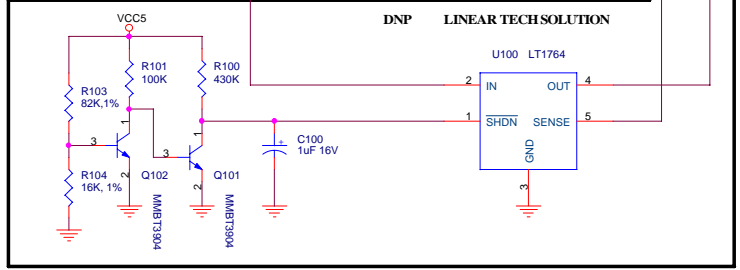 DNP LINEAR TECH SOLUTION
VCC5
U100 LT1764
R101
100K
R100
430K
R103
82K,1%
2 IN OUT 4
1 SHDN SENSE 5
GND
3
1
3
2
Q102
MMBT3904
1
3
2
Q101
MMBT3904
C100
1uF 16V
+
R104
16K, 1%